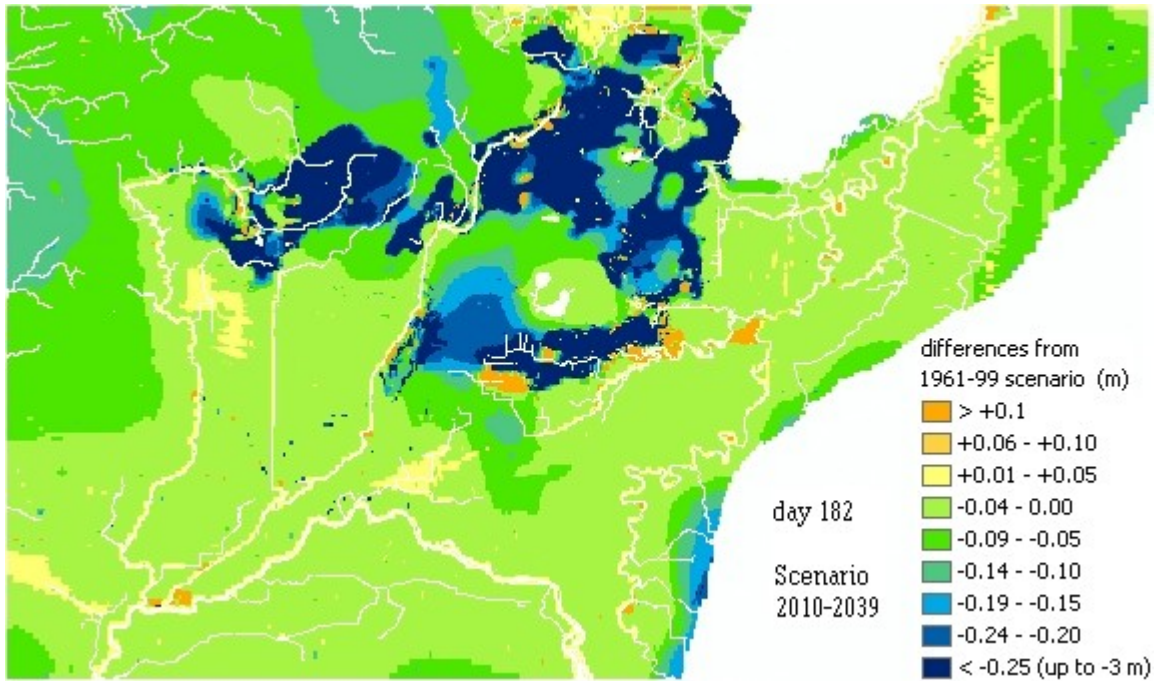 differences from
1961-99 scenario (m)
> +0.1
+0.06 - +0.10
+0.01 - +0.05
-0.04 - 0.00
-0.09 - -0.05
-0.14 - -0.10
-0.19 - -0.15
-0.24 - -0.20
< -0.25 (up to -3 m)
day 182
Scenario
2010-2039